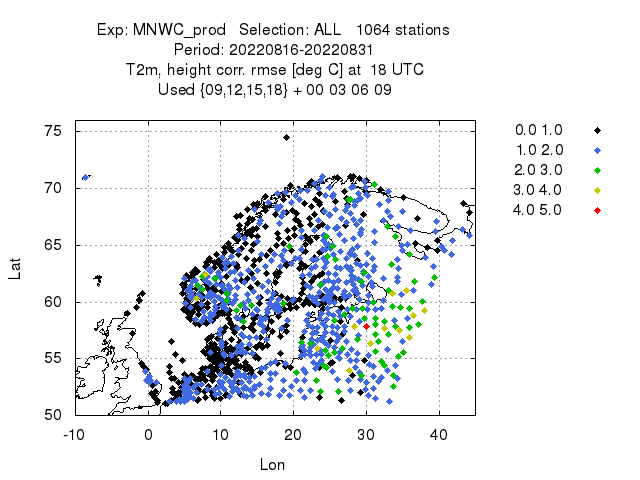 Exp: MNWC_prod Selection: ALL 1064 stations
Period: 20220816-20220831
T2m, height corr. rmse [deg C] at 18 UTC
Used {09,12,15,18} + 00 03 06 09
0.0 1.0
1.0 2.0
2.0 3.0
3.0 4.0
4.0 5.0
75
70
65
60
55
50
Lat
-10 0 10 20 30 40
Lon